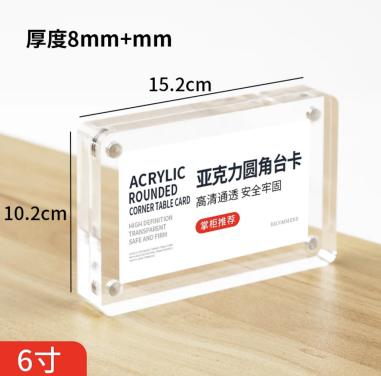 厚度8mm+mm
15.2cm
10.2cm
ACRYLIC
ROUNDED
CORNER TABLE CARD
HIGH DEFINITION
TRANSPARENT
SAFE AND FIRM
亚克力圆角台卡
高清通透 安全牢固
掌柜推荐
RECOMMEND
6寸